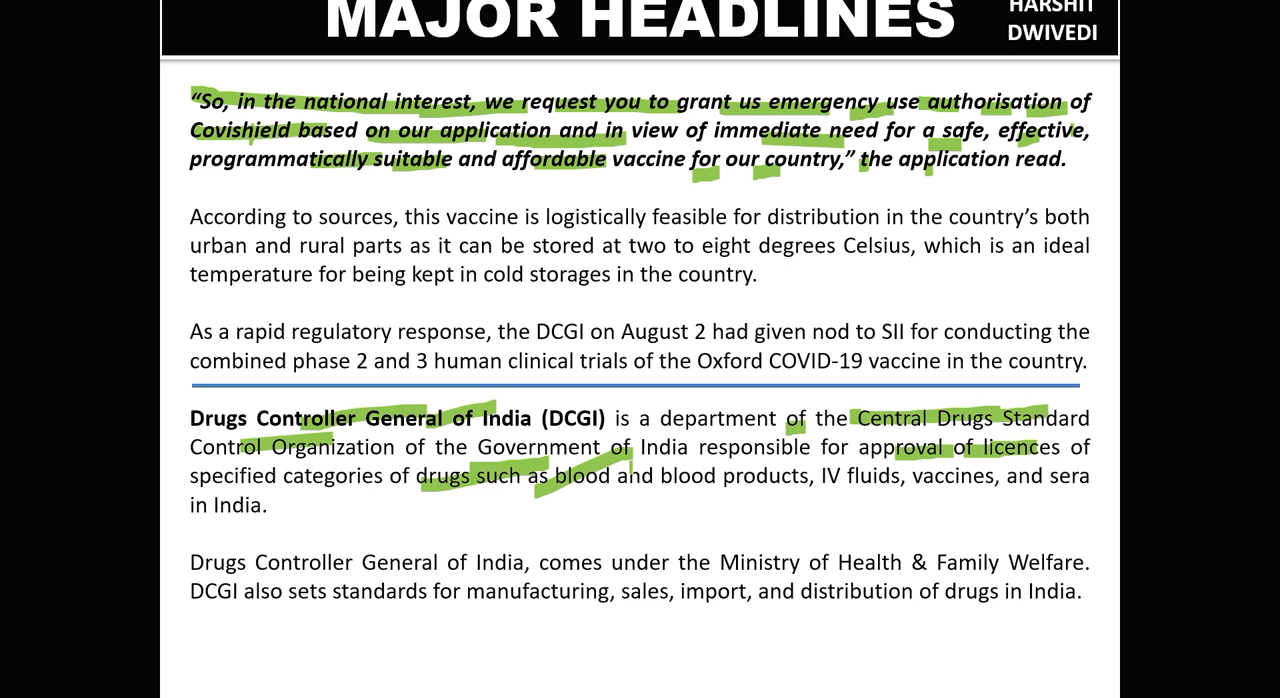 MAJOR HEADLINES
HARSHIT
DWIVEDI
“So, in the national interest, we request you to grant us emergency use authorisation of
Covishield based on our application and in view of immediate need for a safe, effective,
programmatically suitable and affordable vaccine for our country,” the application read.
According to sources, this vaccine is logistically feasible for distribution in the country’s both
urban and rural parts as it can be stored at two to eight degrees Celsius, which is an ideal
temperature for being kept in cold storages in the country.
As a rapid regulatory response, the DCGI on August 2 had given nod to SII for conducting the
combined phase 2 and 3 human clinical trials of the Oxford COVID-19 vaccine in the country.
Drugs Controller General of India (DCGI) is a department of the Central Drugs Standard
Control Organization of the Government of India responsible for approval of licences of
specified categories of drugs such as blood and blood products, IV fluids, vaccines, and sera
in India.
Drugs Controller General of India, comes under the Ministry of Health & Family Welfare.
DCGI also sets standards for manufacturing, sales, import, and distribution of drugs in India.